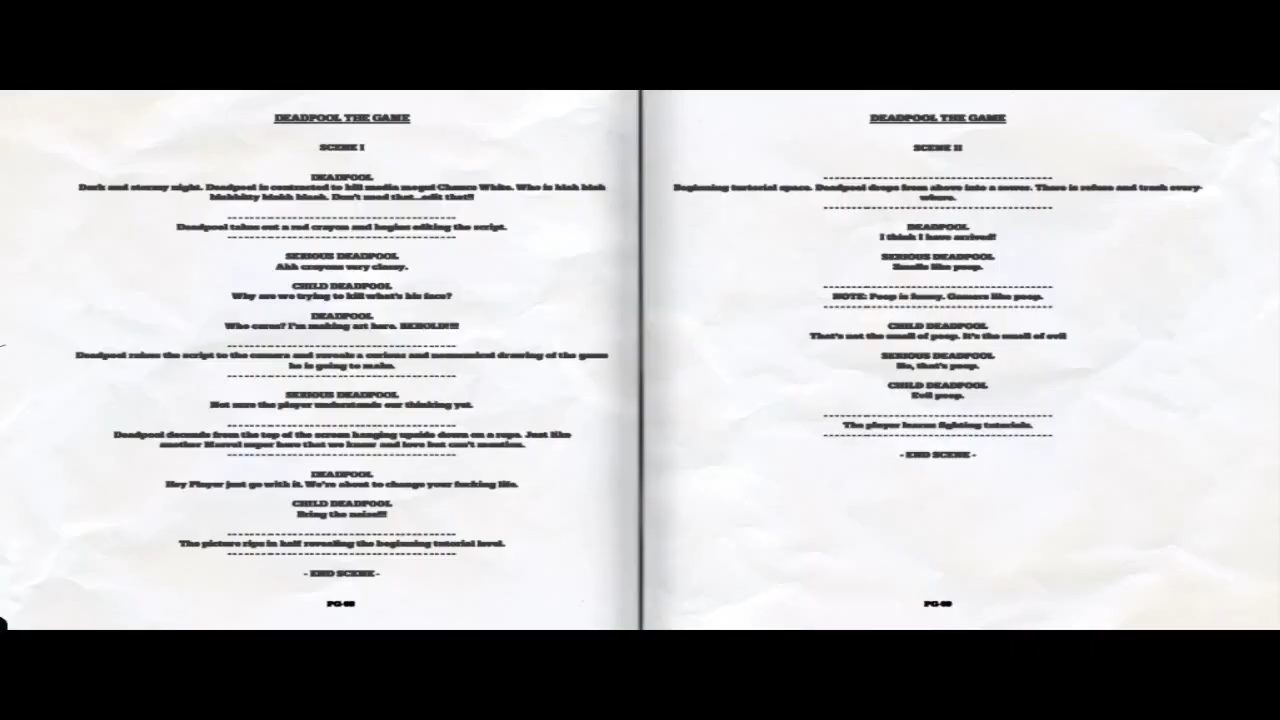 DEADPOOL THE GAME
SCENE I
DEADPOOL
Dark and stormy night. Deadpool is contracted to kill media mogul Chance White. Who is blah blah
blabbity blakh blaah. Don't need that...edit that!!
Deadpool takes out a red crayon and begins editing the script.
SERIOUS DEADPOOL
Ahh crayons very classy.
CHILD DEADPOOL
Why are we trying to kill what's his face?
DEADPOOL
Who cares? I'm making art here. BEHOLD!!!!
Deadpool raises the script to the camera and reveals a curious and nonsensical drawing of the game
he is going to make.
SERIOUS DEADPOOL
Not sure the player understands our thinking yet.
Deadpool decends from the top of the screen hanging upside down on a rope. Just like
another Marvel super hero that we know and love but can't mention.
DEADPOOL
Hey Player just go with it. We're about to change your fucking life.
CHILD DEADPOOL
Bring the noise!!!
The picture rips in half revealing the beginning tutorial level.
- END SCENE -
DEADPOOL THE GAME
SCENE II
Beginning turtorial space. Deadpool drops from above into a sewer. There is refuse and trash every-
where.
DEADPOOL
I think I have arrived!
SERIOUS DEADPOOL
Smells like poop.
NOTE: Poop is funny. Gamers like poop.
CHILD DEADPOOL
That's not the smell of poop. It's the smell of evil
SERIOUS DEADPOOL
No, that's poop.
CHILD DEADPOOL
Evil poop.
The player learns fighting tutorials.
- END SCENE -